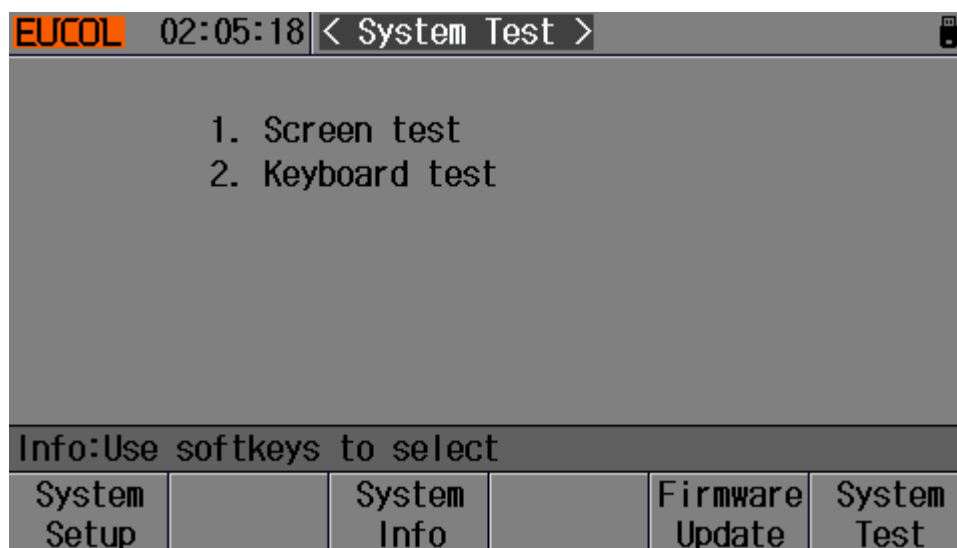 EUCOL 02:05:18 < System Test >
1. Screen test
2. Keyboard test
Info:Use softkeys to select
System System Firmware System
Setup Info Update Test